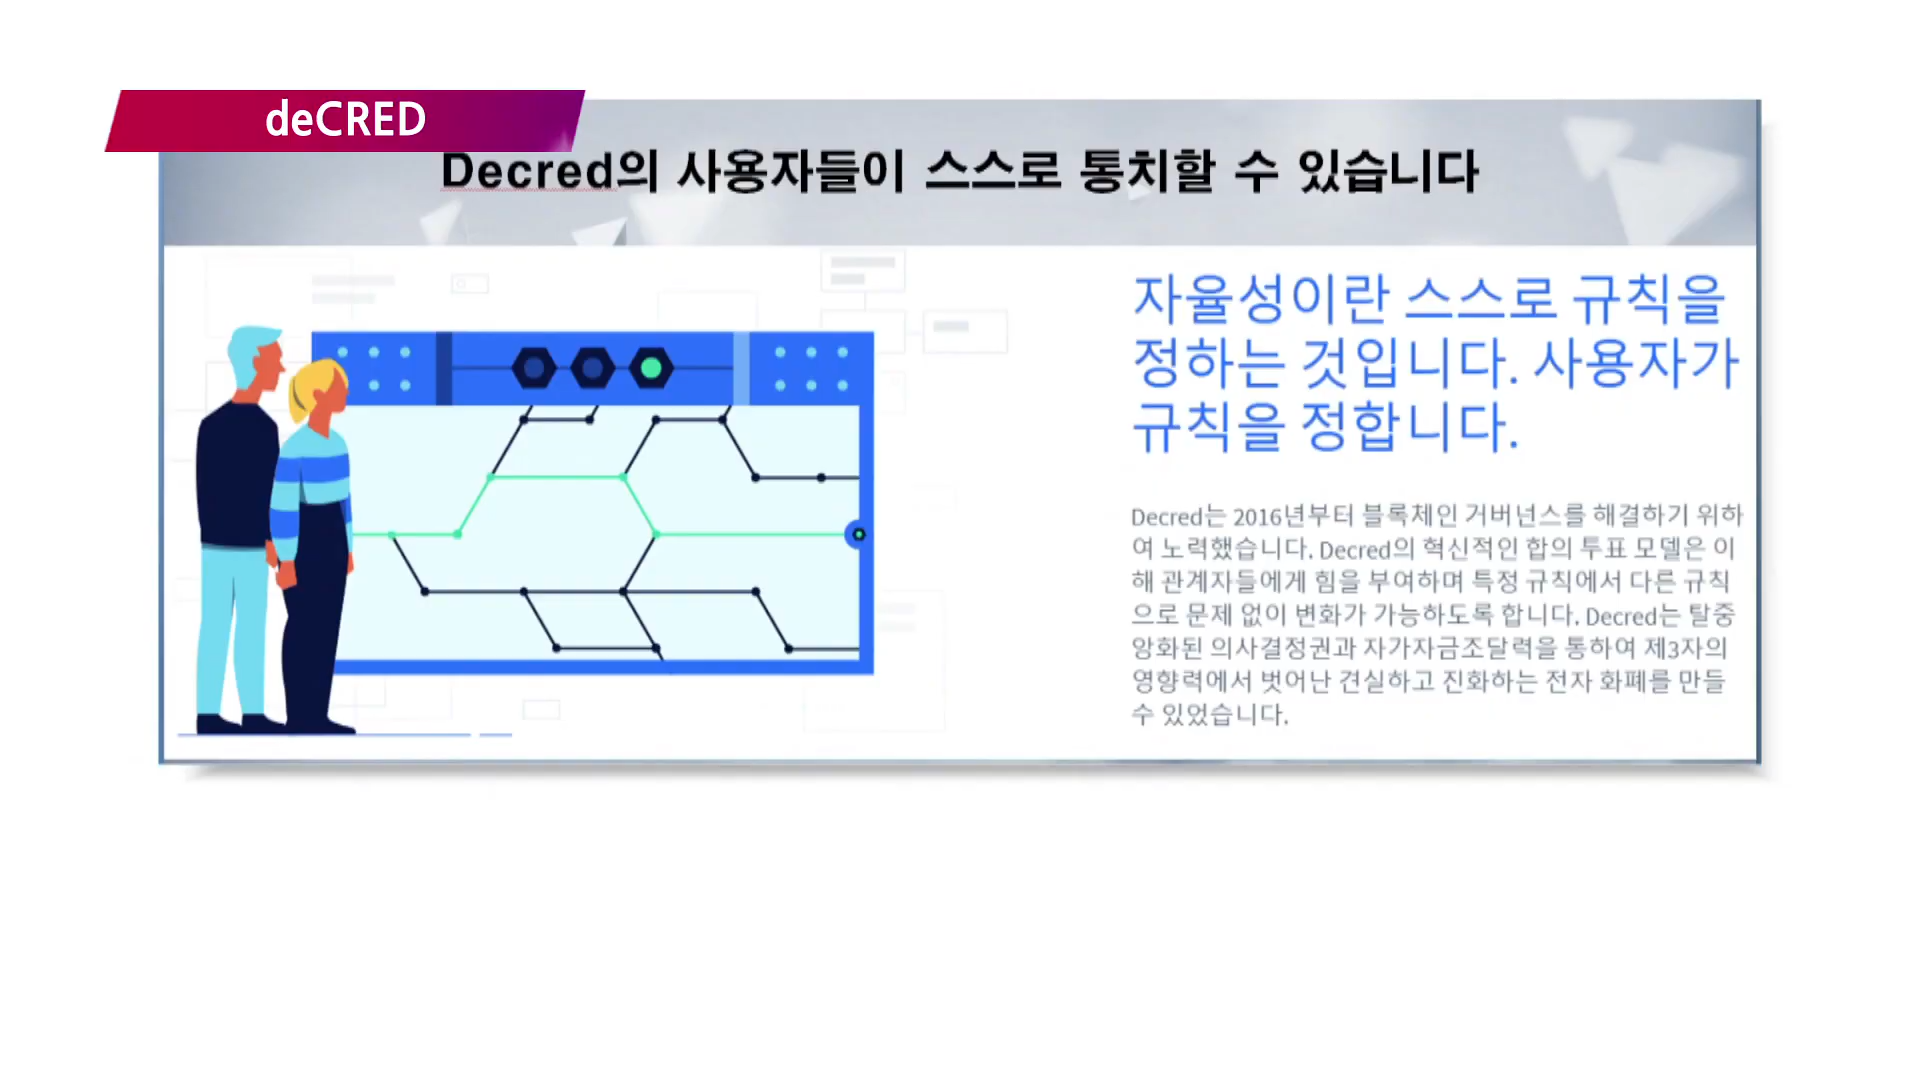 deCRED
Decred의 사용자들이 스스로 통치할 수 있습니다
자율성이란 스스로 규칙을
정하는 것입니다. 사용자가
규칙을 정합니다.
Decred는 2016년부터 블록체인 거버넌스를 해결하기 위하
여 노력했습니다. Decred의 혁신적인 합의 투표 모델은 이
해 관계자들에게 힘을 부여하며 특정 규칙에서 다른 규칙
으로 문제 없이 변화가 가능하도록 합니다. Decred는 탈중
앙화된 의사결정권과 자가자금조달력을 통하여 제3자의
영향력에서 벗어난 견실하고 진화하는 전자 화폐를 만들
수 있었습니다.